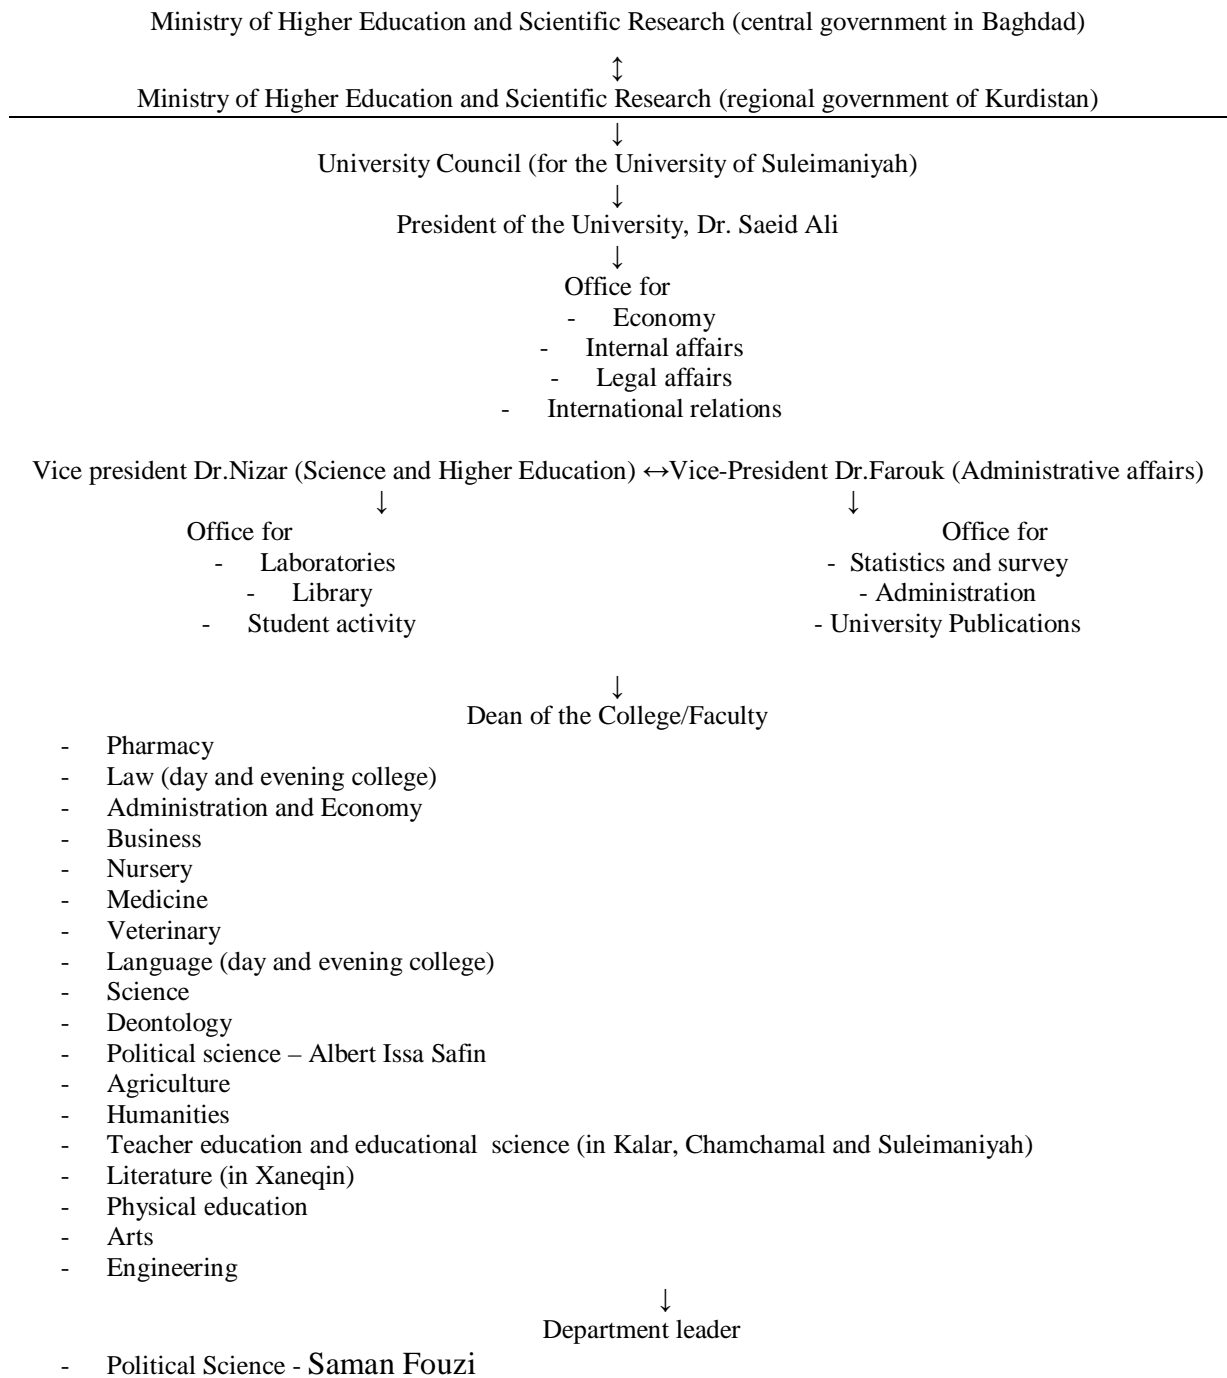 Ministry of Higher Education and Scientific Research (central government in Baghdad)
↕
Ministry of Higher Education and Scientific Research (regional government of Kurdistan)
↓
University Council (for the University of Suleimaniyah)
↓
President of the University, Dr. Saeid Ali
↓
Office for
- Economy
- Internal affairs
- Legal affairs
- International relations
Vice president Dr.Nizar (Science and Higher Education) ↔Vice-President Dr.Farouk (Administrative affairs)
↓ ↓
Office for Office for
- Laboratories - Statistics and survey
- Library - Administration
- Student activity - University Publications
↓
Dean of the College/Faculty
- Pharmacy
- Law (day and evening college)
- Administration and Economy
- Business
- Nursery
- Medicine
- Veterinary
- Language (day and evening college)
- Science
- Deontology
- Political science – Albert Issa Safin
- Agriculture
- Humanities
- Teacher education and educational science (in Kalar, Chamchamal and Suleimaniyah)
- Literature (in Xaneqin)
- Physical education
- Arts
- Engineering
↓
Department leader
- Political Science - Saman Fouzi